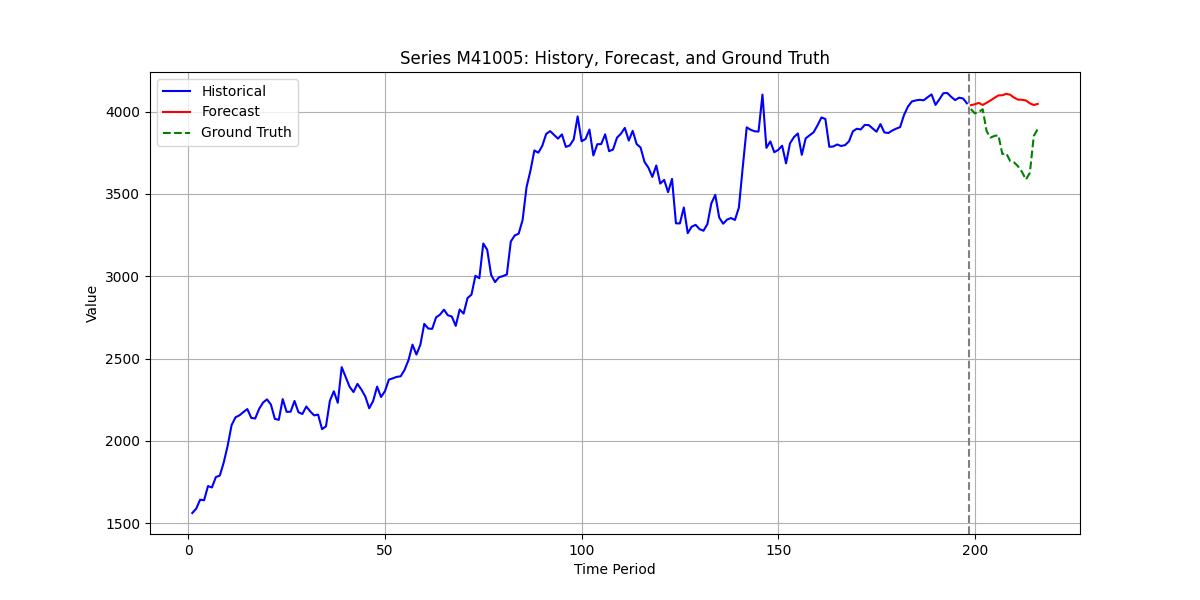 Series M41005: History, Forecast, and Ground Truth
Historical
Forecast
Ground Truth
4000
3500
3000
2500
2000
1500
Value
0 50 100 150 200
Time Period